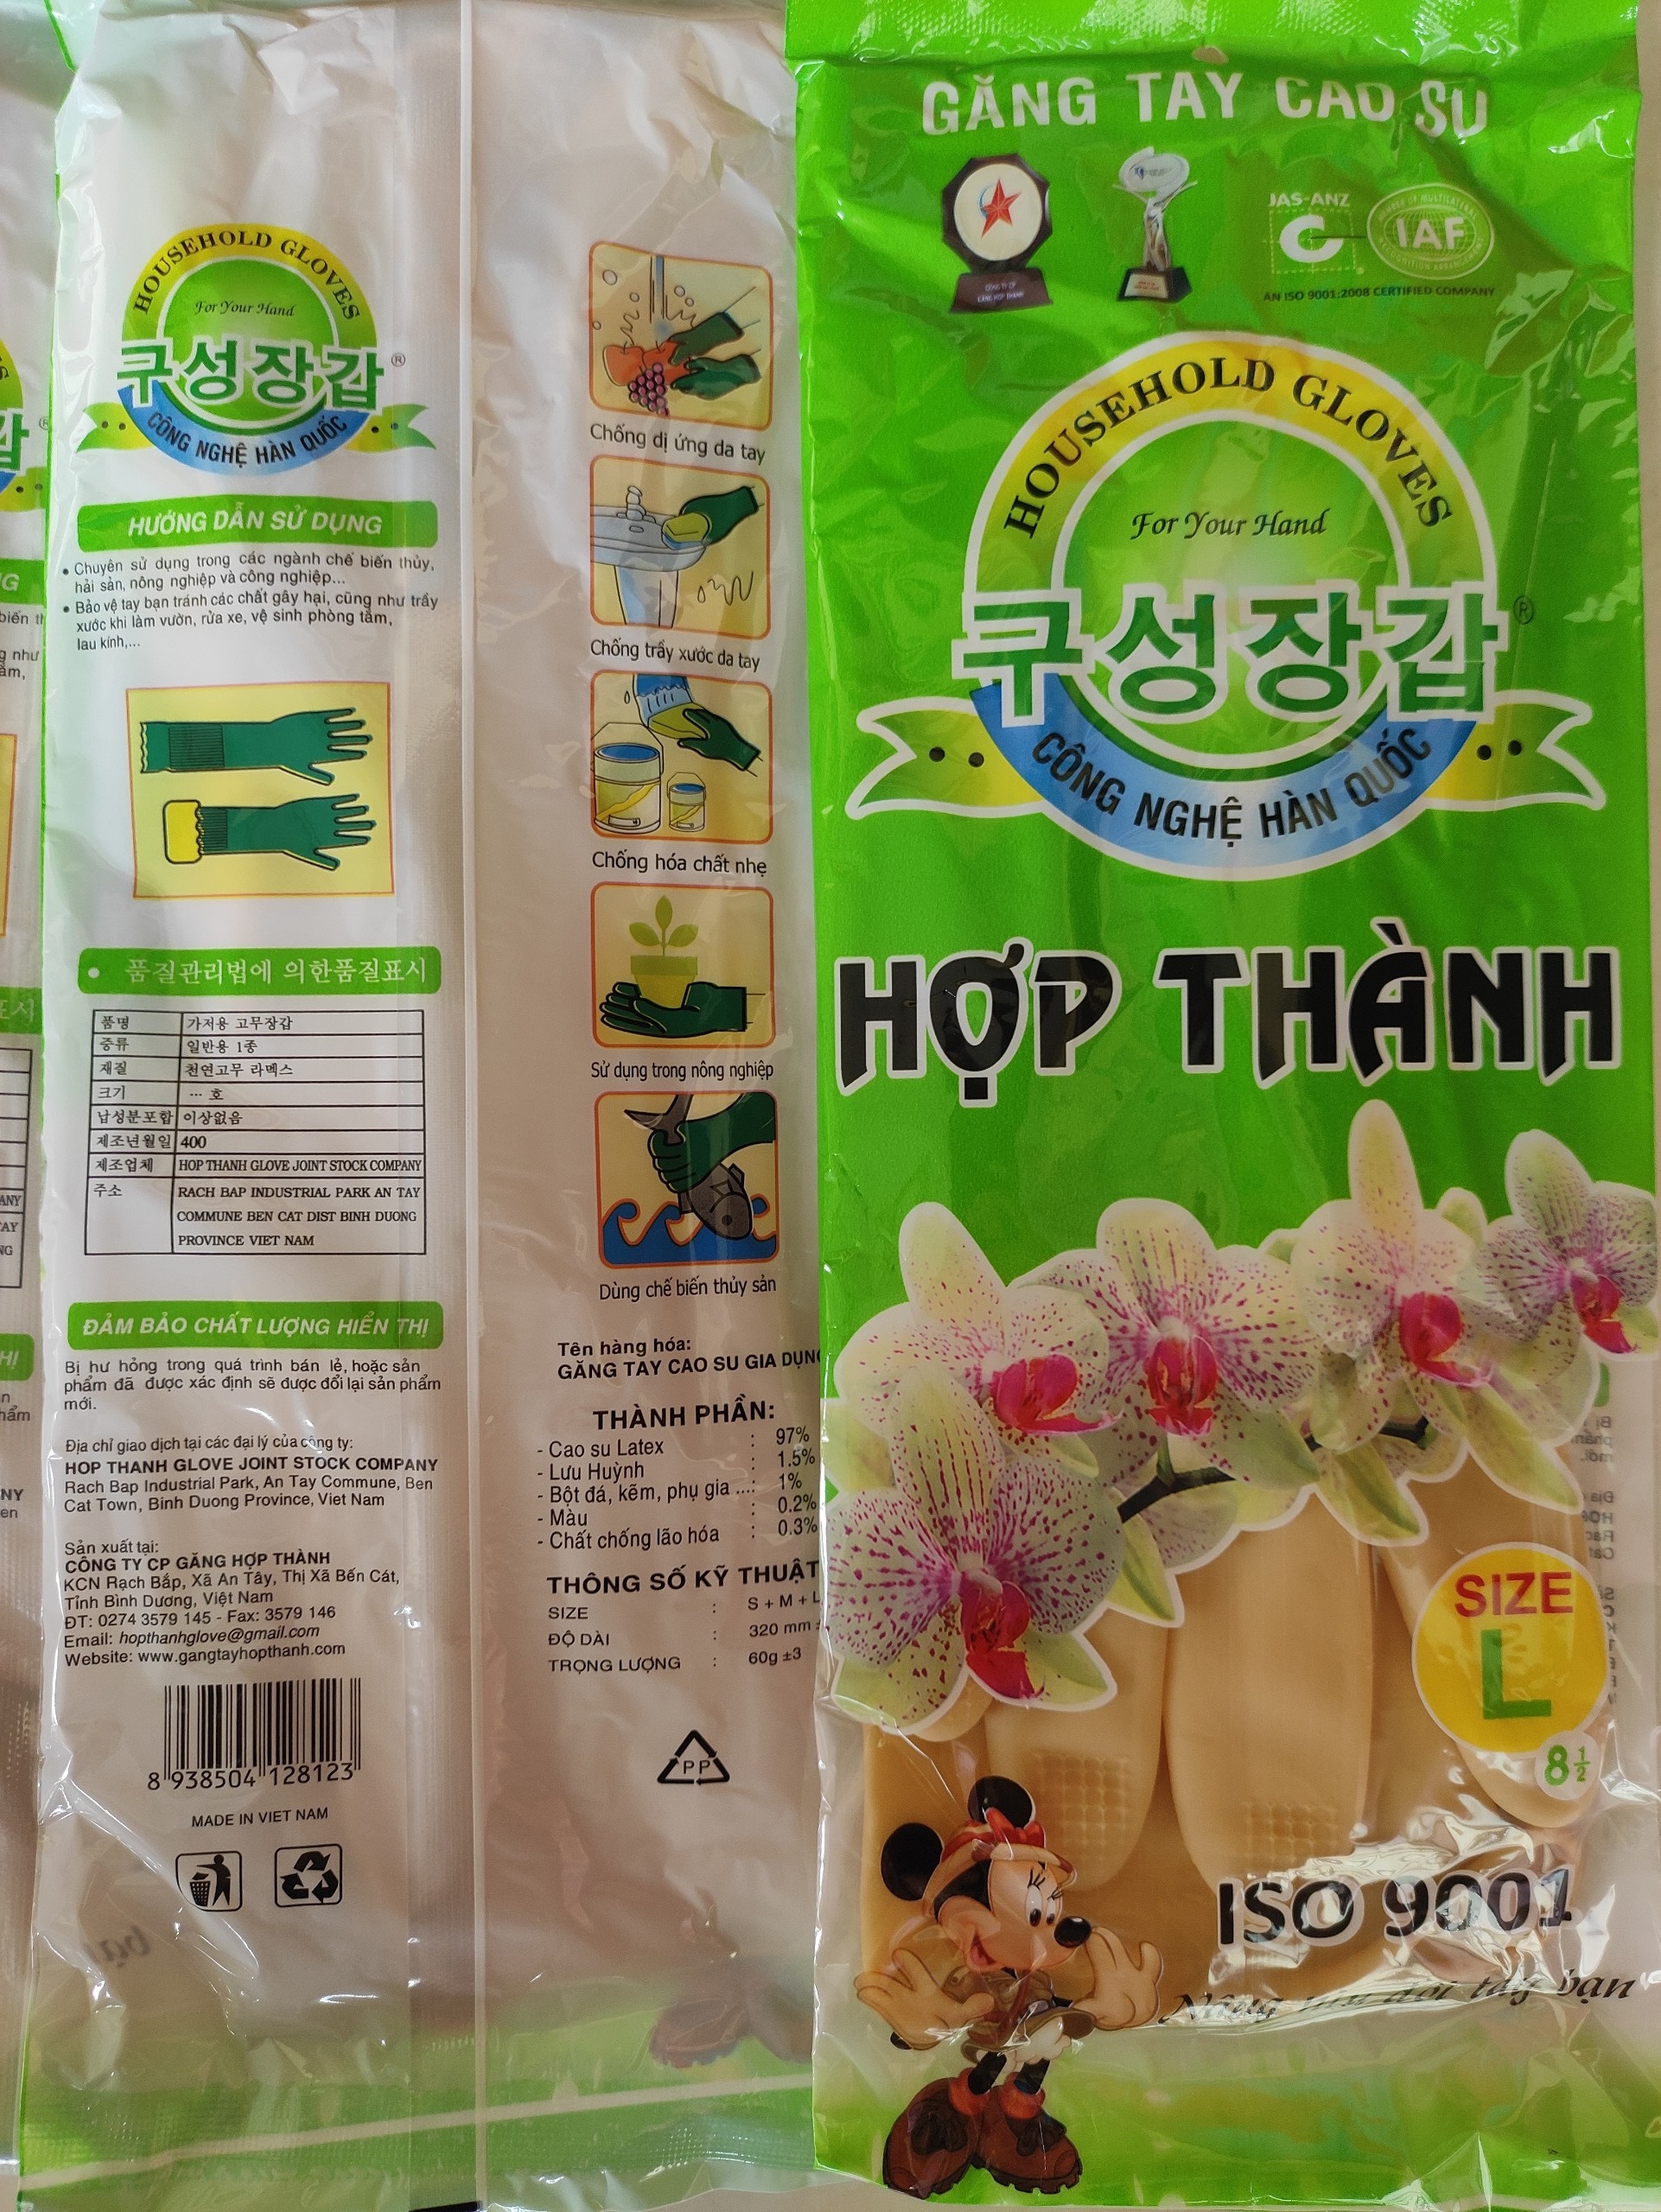 HOUSEHOLD GLOVES
For Your Hand
쿠성장갑®
CÔNG NGHỆ HÀN QUỐC
HƯỚNG DẪN SỬ DỤNG
• Chuyên sử dụng trong các ngành chế biến thủy,
hải sản, nông nghiệp và công nghiệp...
• Bảo vệ tay bạn tránh các chất gây hại, cũng như trầy
xước khi làm vườn, rửa xe, vệ sinh phòng tắm,
lau kính,...
• 품질관리법에 의한품질표시
품명 가저용 고무장갑
증류 일반용 1종
재질 천연고무 라멕스
크기 ... 호
납성분포함 이상없음
제조년월일 400
제조업체 HOP THANH GLOVE JOINT STOCK COMPANY
주소 RACH BAP INDUSTRIAL PARK AN TAY
COMMUNE BEN CAT DIST BINH DUONG
PROVINCE VIET NAM
ĐẢM BẢO CHẤT LƯỢNG HIỂN THỊ
Bị hư hỏng trong quá trình bán lẻ, hoặc sản
phẩm đã được xác định sẽ được đổi lại sản phẩm
mới.
Địa chỉ giao dịch tại các đại lý của công ty:
HOP THANH GLOVE JOINT STOCK COMPANY
Rach Bap Industrial Park, An Tay Commune, Ben
Cat Town, Binh Duong Province, Viet Nam
Sản xuất tại:
CÔNG TY CP GĂNG HỢP THÀNH
KCN Rạch Bắp, Xã An Tây, Thị Xã Bến Cát,
Tỉnh Bình Dương, Việt Nam
ĐT: 0274 3579 145 - Fax: 3579 146
Email: hopthanhglove@gmail.com
Website: www.gangtayhopthanh.com
8 938504 128123
MADE IN VIET NAM
Chống dị ứng da tay
Chống trầy xước da tay
Chống hóa chất nhẹ
Sử dụng trong nông nghiệp
Dùng chế biến thủy sản
Tên hàng hóa:
GĂNG TAY CAO SU GIA DỤNG
THÀNH PHẦN:
- Cao su Latex : 97%
- Lưu Huỳnh : 1.5%
- Bột đá, kẽm, phụ gia ....: 1%
- Màu : 0.2%
- Chất chống lão hóa : 0.3%
THÔNG SỐ KỸ THUẬT
SIZE : S + M + L
ĐỘ DÀI : 320 mm
TRỌNG LƯỢNG : 60g ±3
PP
GĂNG TAY CAO SU
JAS-ANZ
IAF
AN ISO 9001:2008 CERTIFIED COMPANY
HOUSEHOLD GLOVES
For Your Hand
쿠성장갑®
CÔNG NGHỆ HÀN QUỐC
HỢP THÀNH
SIZE
L
8 1/2
ISO 9001
Nâng niu đôi tay bạn